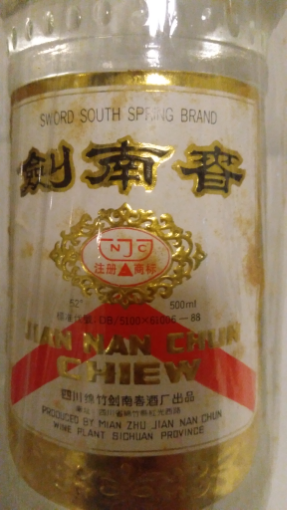 SWORD SOUTH SPRING BRAND
劍南春
NJC
注册 商标
52° 500ml
JIAN NAN CHUN
CHIEW
四川绵竹剑南春酒厂出品
PRODUCED BY MIAN ZHU JIAN NAN CHUN
WINE PLANT SICHUAN PROVINCE